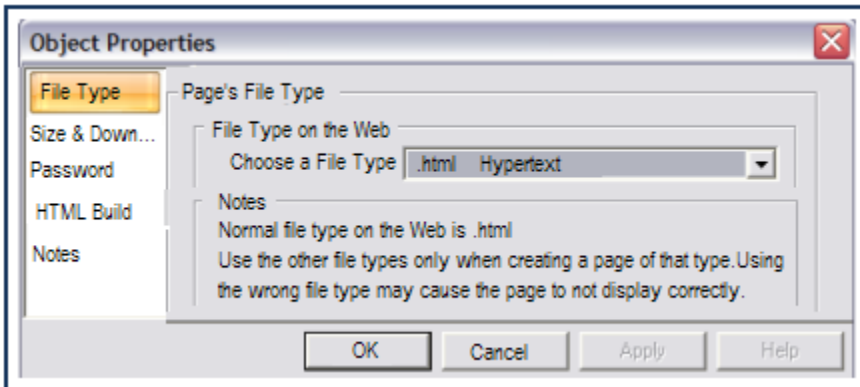 Object Properties
File Type
Size & Down...
Password
HTML Build
Notes
Page's File Type
File Type on the Web
Choose a File Type .html Hypertext
Notes
Normal file type on the Web is .html
Use the other file types only when creating a page of that type.Using
the wrong file type may cause the page to not display correctly.
OK Cancel Apply Help